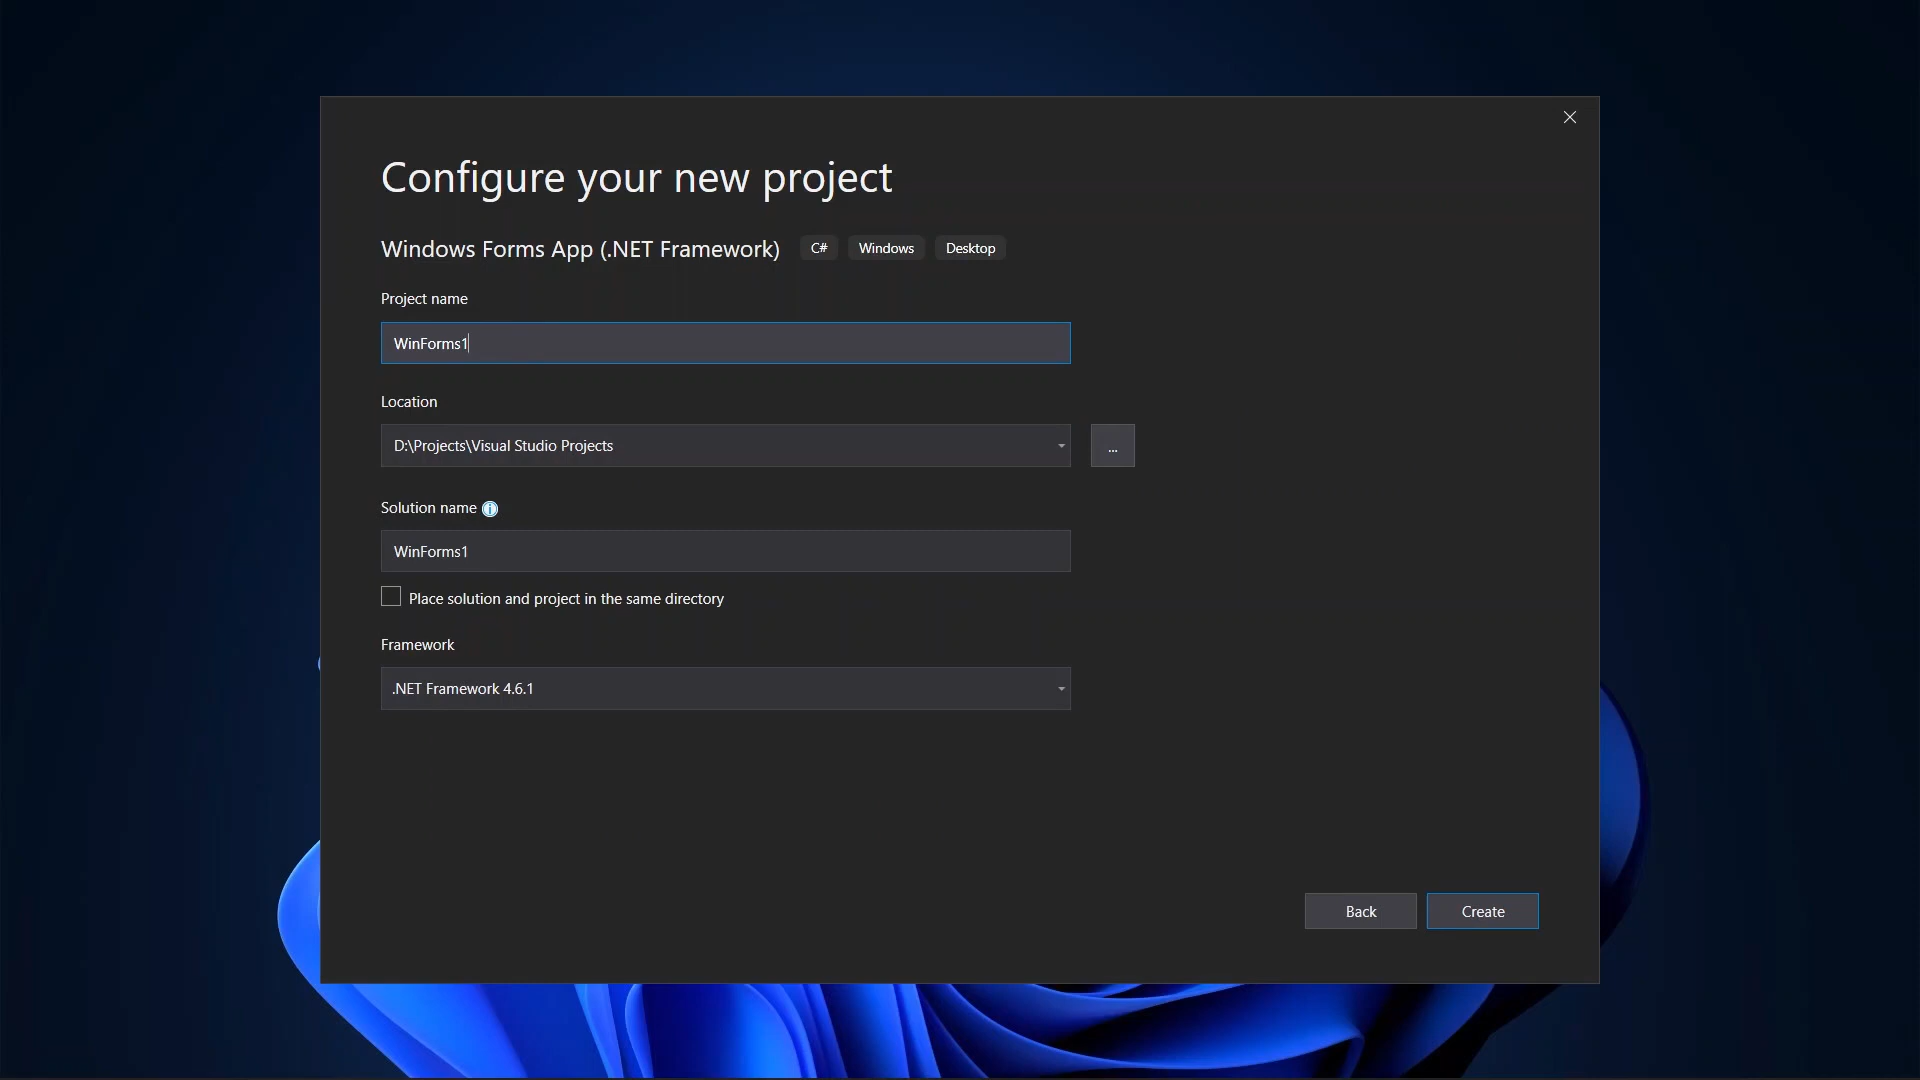 Configure your new project
Windows Forms App (.NET Framework) C# Windows Desktop
Project name
WinForms1
Location
D:\Projects\Visual Studio Projects
...
Solution name
WinForms1
Place solution and project in the same directory
Framework
.NET Framework 4.6.1
Back Create